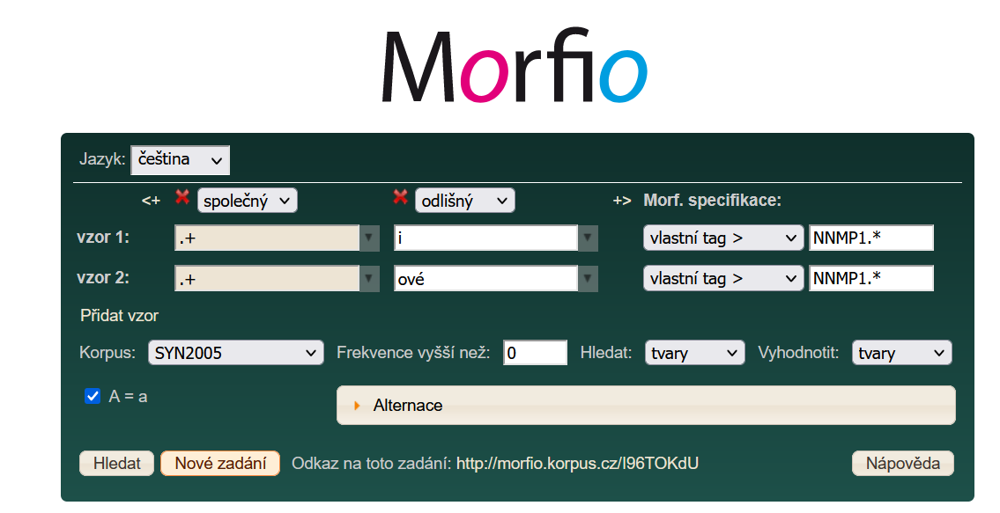 Morfio
Jazyk: čeština
<+ společný odlišný +> Morf. specifikace:
vzor 1: .+ i vlastní tag > NNMP1.*
vzor 2: .+ ové vlastní tag > NNMP1.*
Přidat vzor
Korpus: SYN2005 Frekvence vyšší než: 0 Hledat: tvary Vyhodnotit: tvary
A = a Alternace
Hledat Nové zadání Odkaz na toto zadání: http://morfio.korpus.cz/I96TOKdU Nápověda